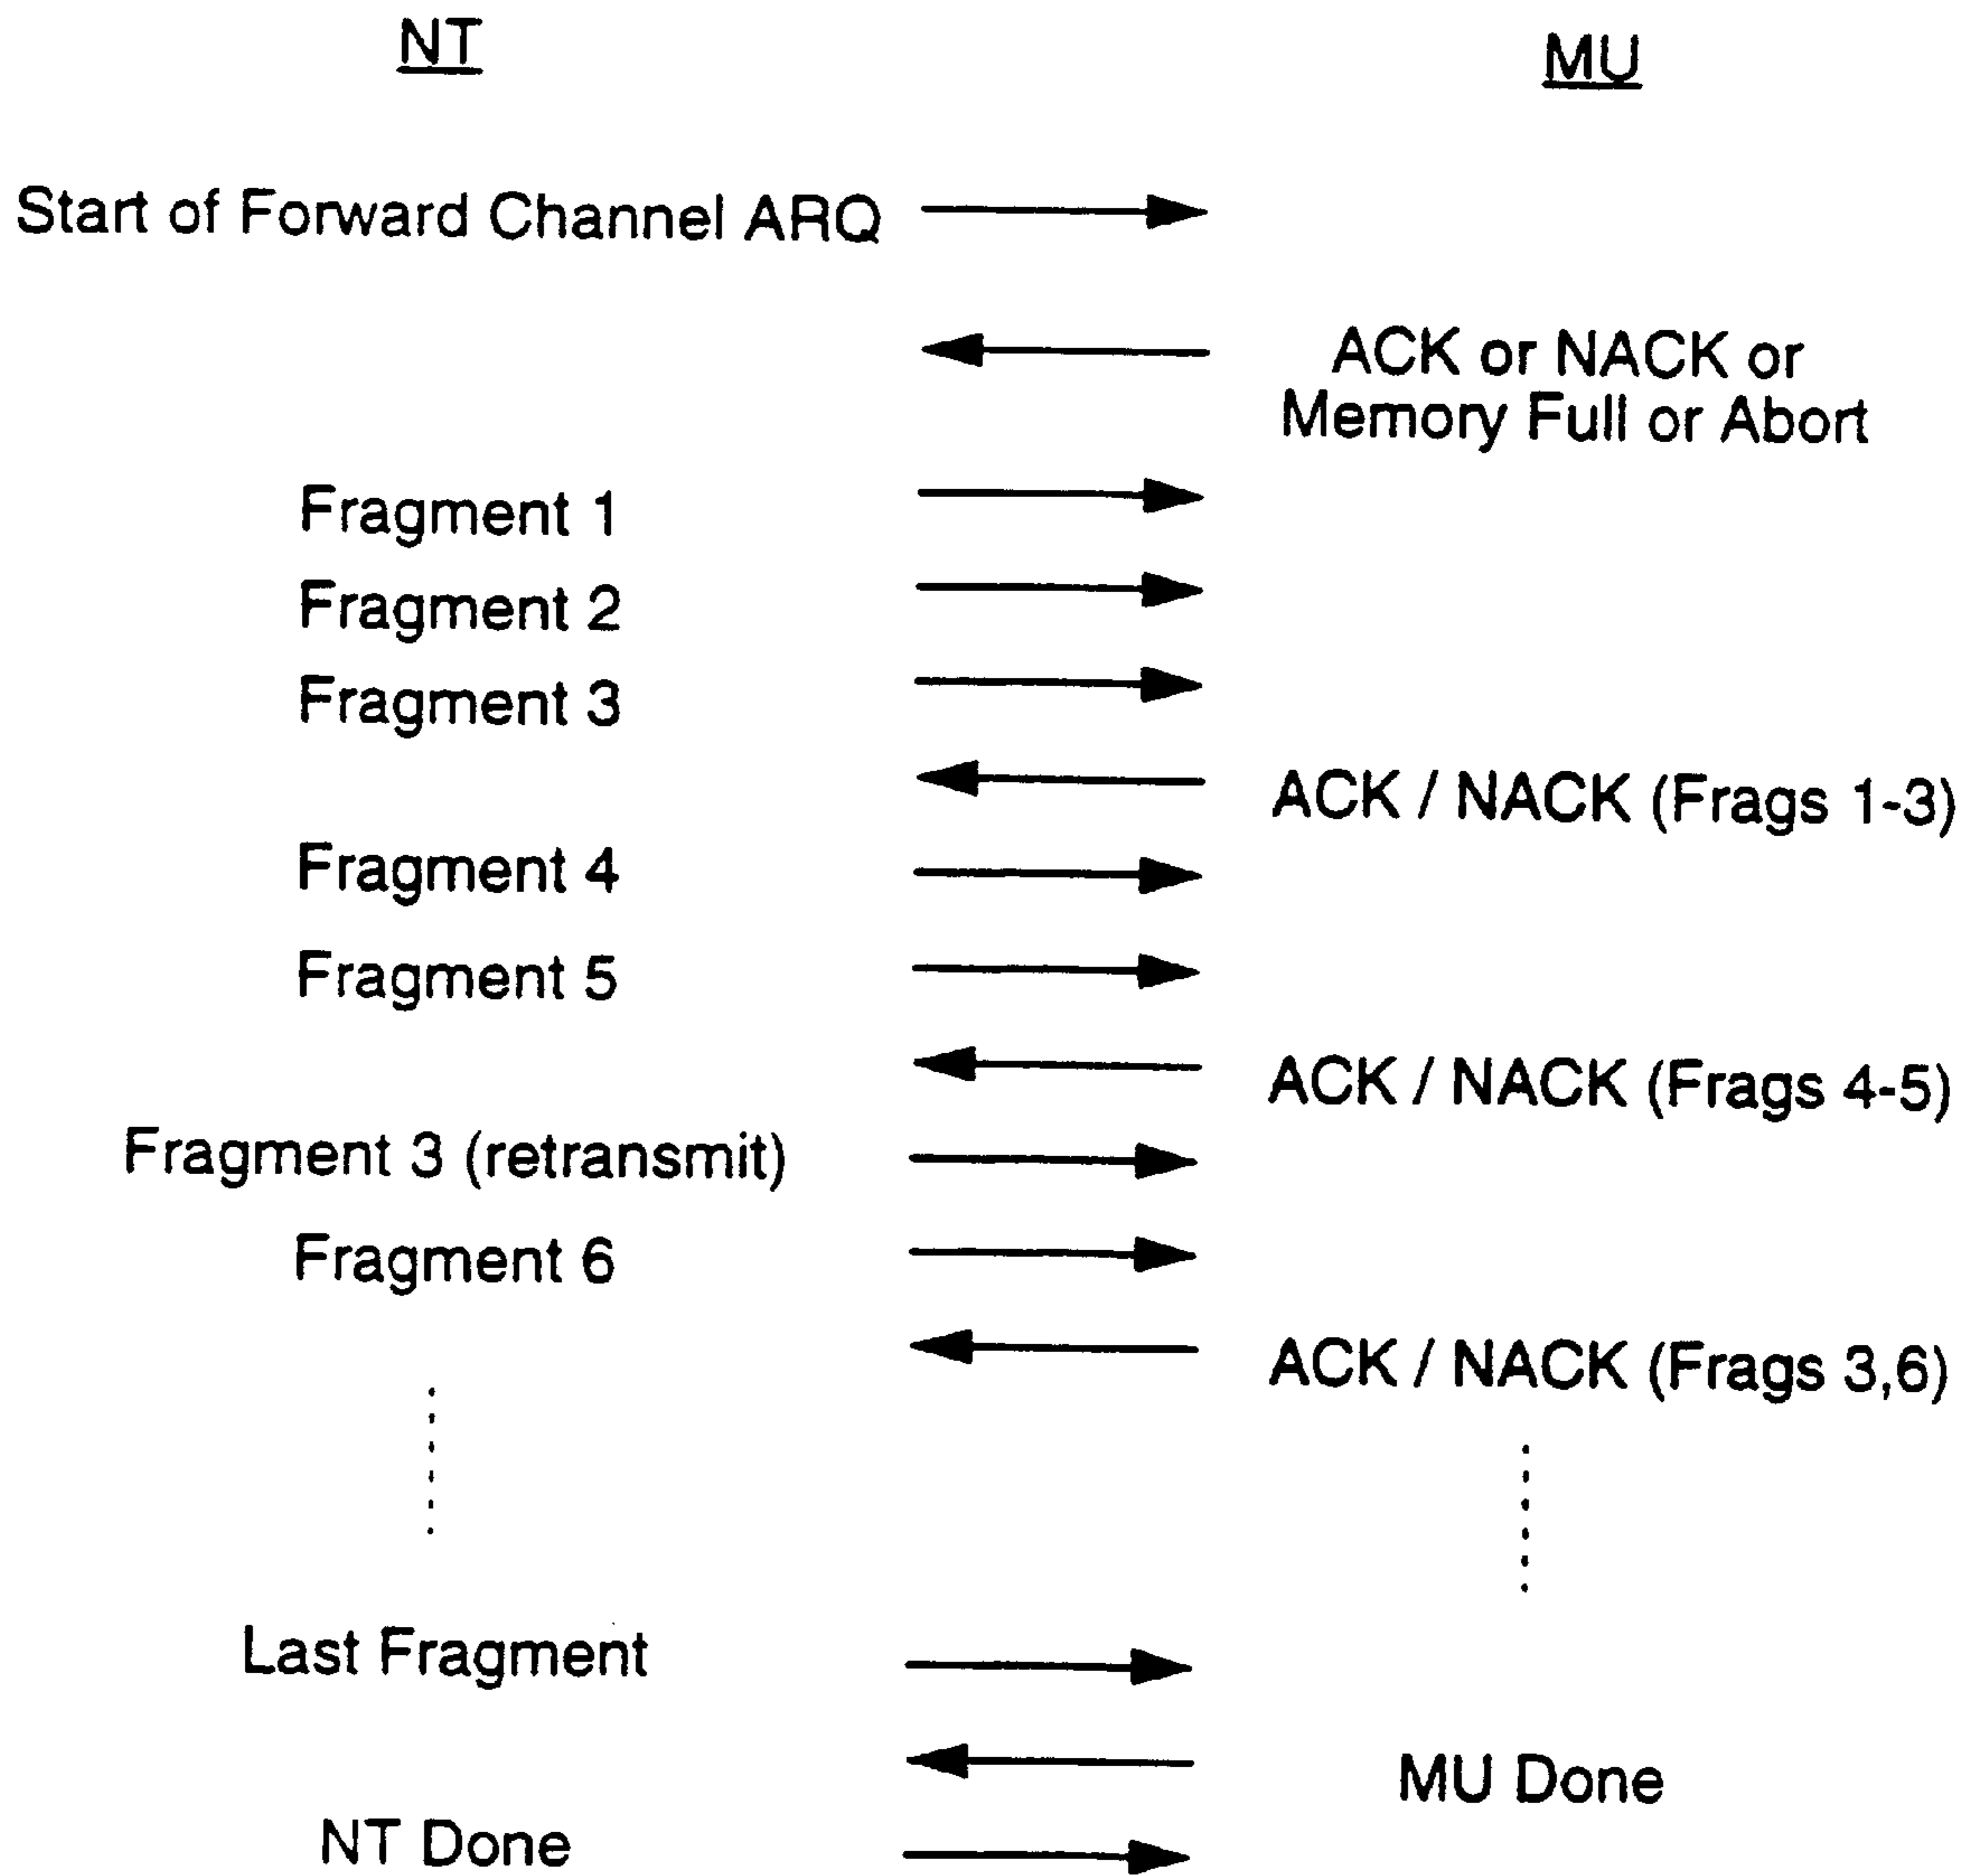 NT
MU
Start of Forward Channel ARQ
ACK or NACK or
Memory Full or Abort
Fragment 1
Fragment 2
Fragment 3
ACK / NACK (Frags 1-3)
Fragment 4
Fragment 5
ACK / NACK (Frags 4-5)
Fragment 3 (retransmit)
Fragment 6
ACK / NACK (Frags 3,6)
Last Fragment
MU Done
NT Done